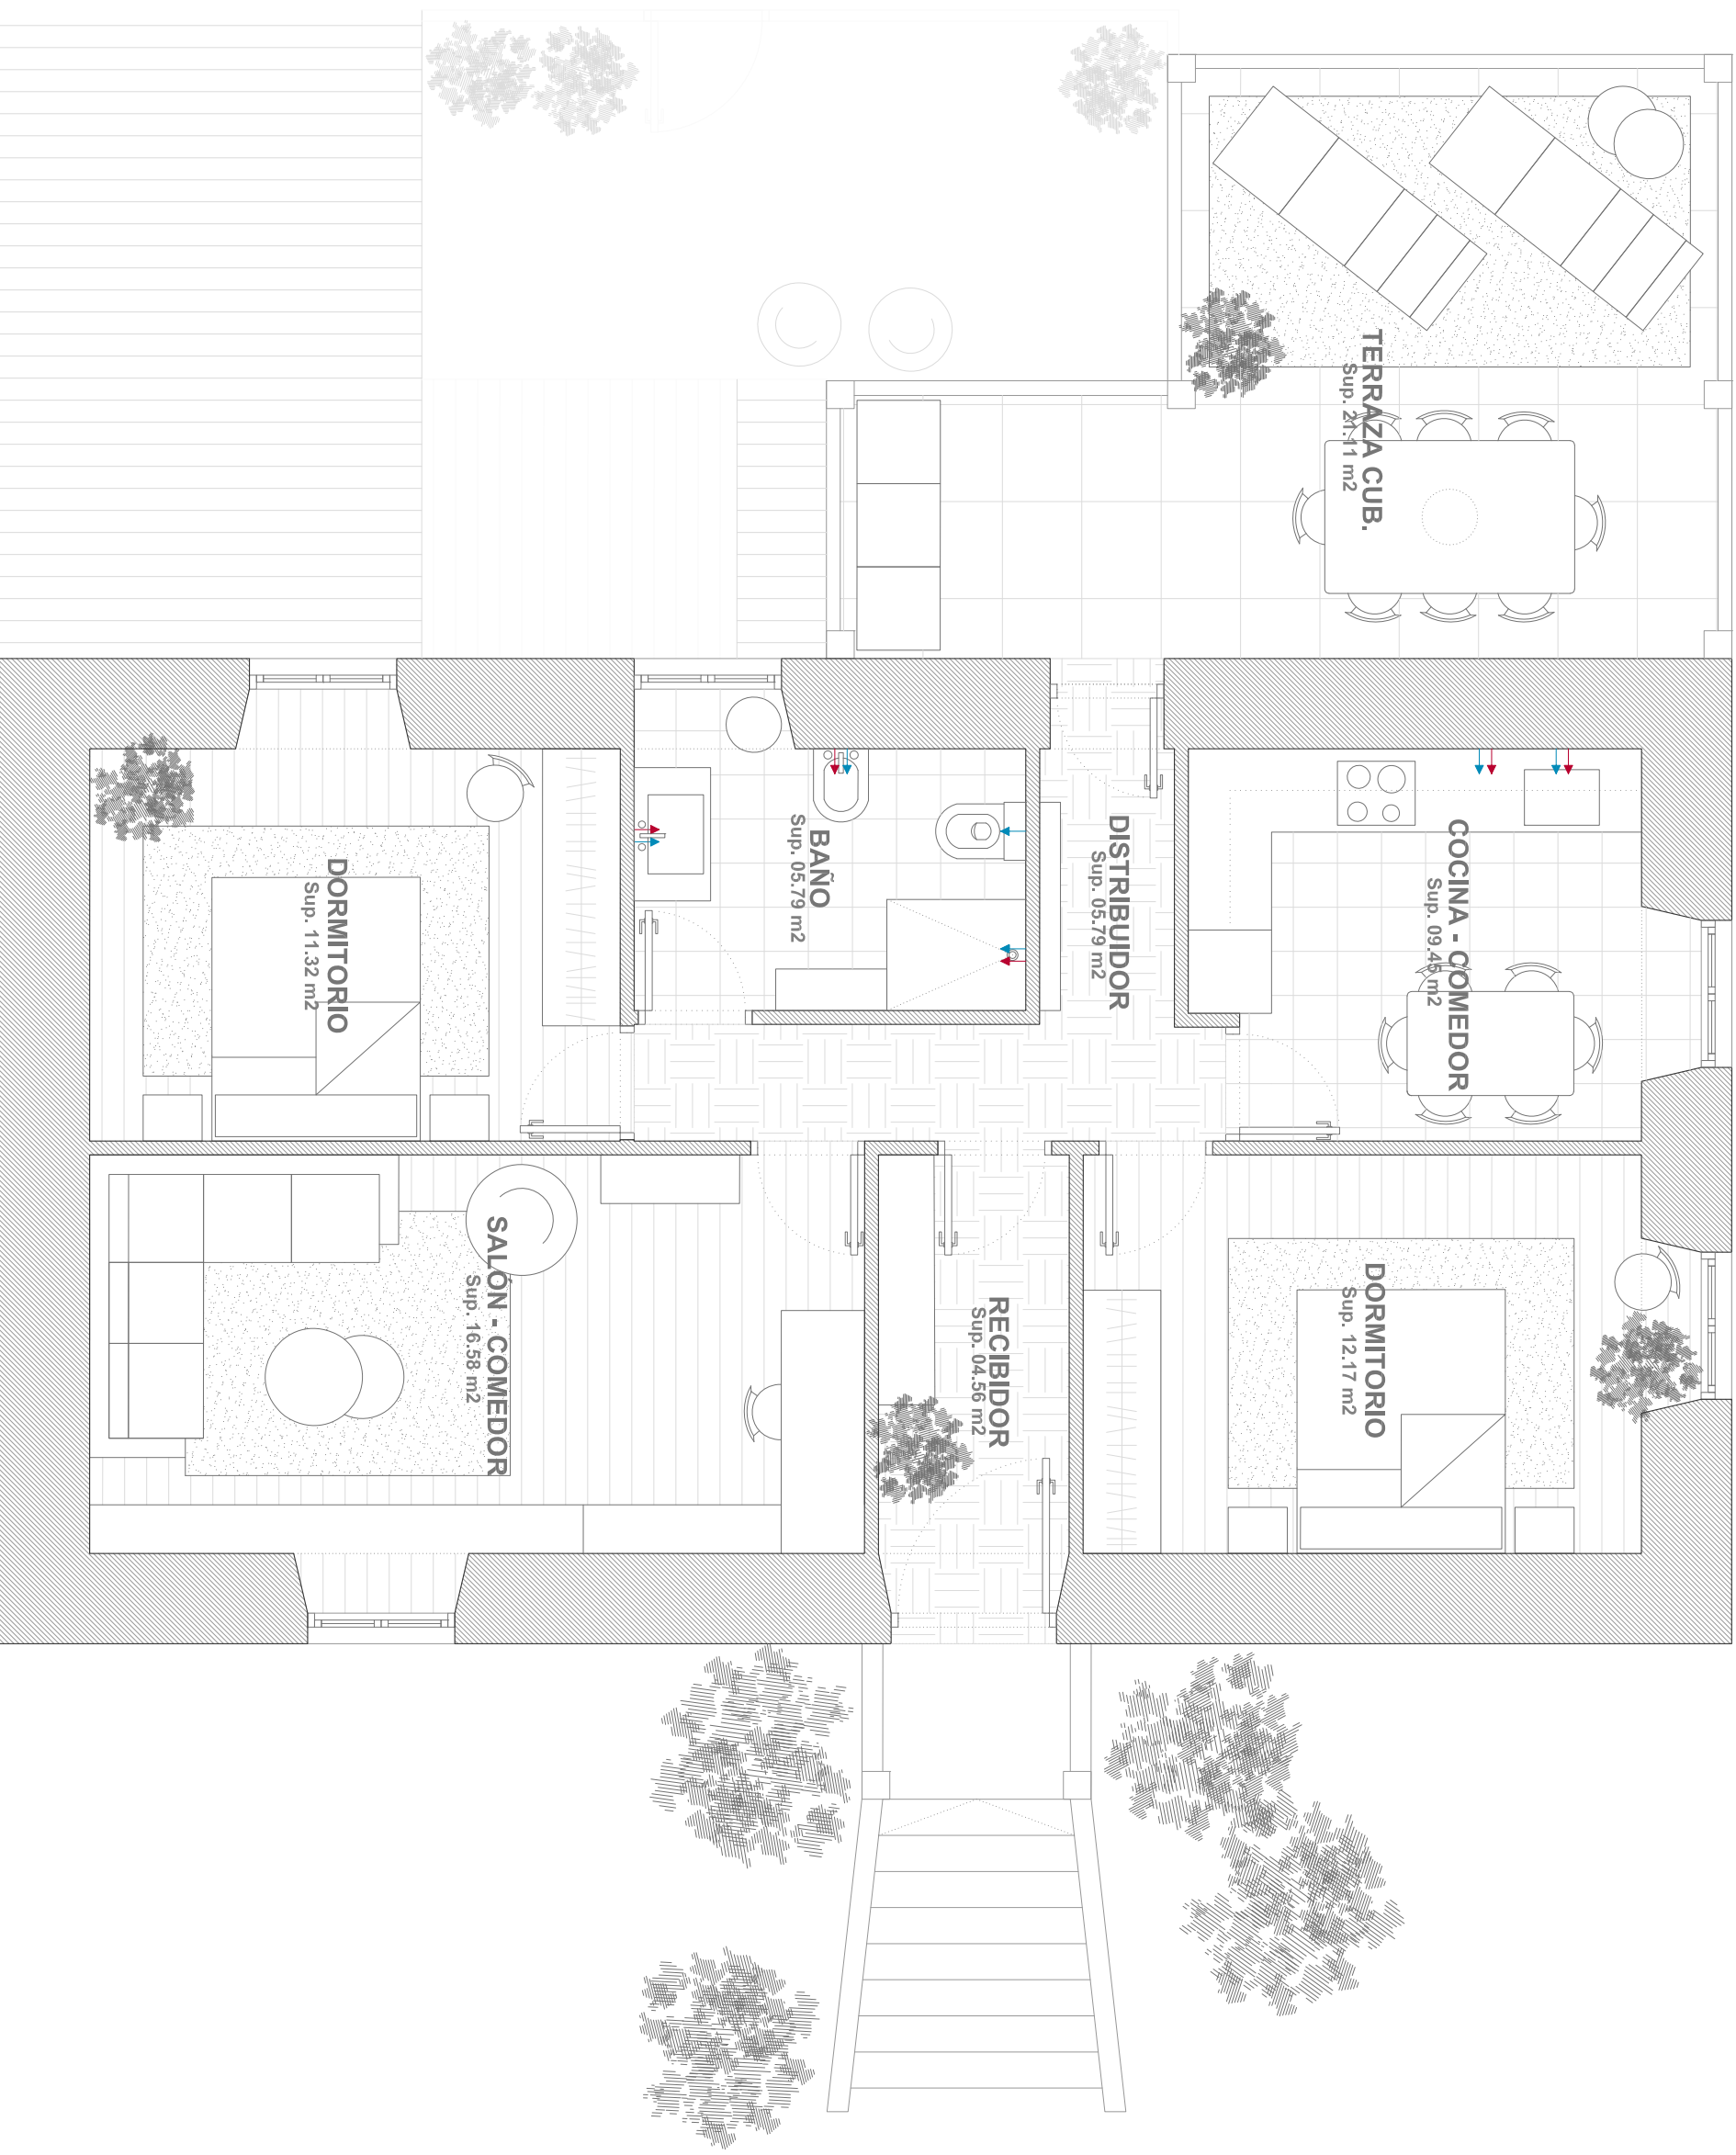 TERRAZA CUB.
Sup. 21.11 m2
COCINA - COMEDOR
Sup. 09.45 m2
DISTRIBUIDOR
Sup. 05.79 m2
BAÑO
Sup. 05.79 m2
DORMITORIO
Sup. 11.32 m2
DORMITORIO
Sup. 12.17 m2
RECIBIDOR
Sup. 04.56 m2
SALÓN - COMEDOR
Sup. 16.58 m2